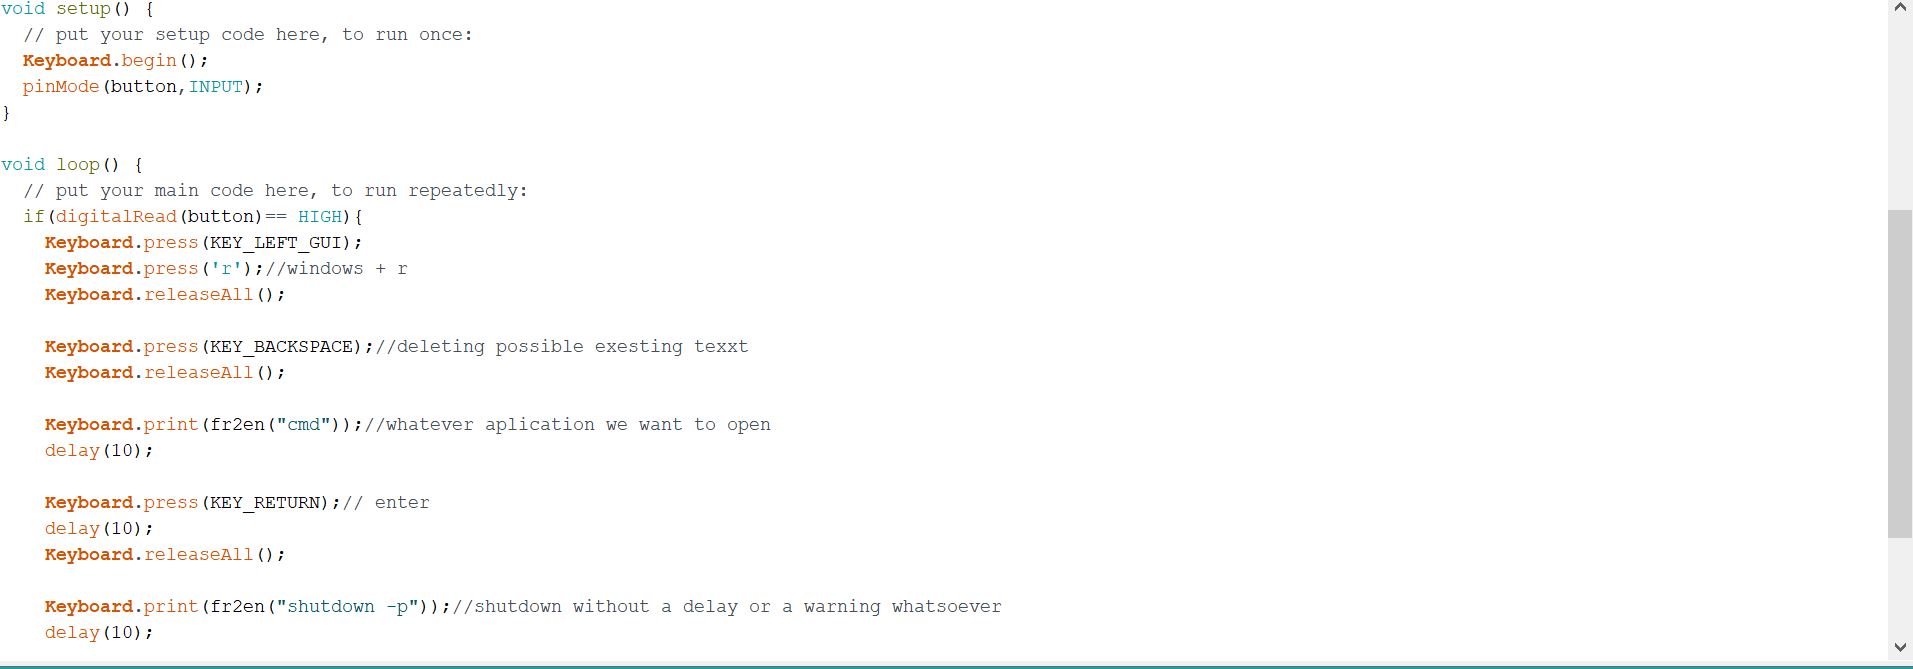 void setup() {
// put your setup code here, to run once:
Keyboard.begin();
pinMode(button,INPUT);
}
void loop() {
// put your main code here, to run repeatedly:
if(digitalRead(button)== HIGH){
Keyboard.press(KEY_LEFT_GUI);
Keyboard.press('r');//windows + r
Keyboard.releaseAll();
Keyboard.press(KEY_BACKSPACE);//deleting possible exesting texxt
Keyboard.releaseAll();
Keyboard.print(fr2en("cmd"));//whatever aplication we want to open
delay(10);
Keyboard.press(KEY_RETURN);// enter
delay(10);
Keyboard.releaseAll();
Keyboard.print(fr2en("shutdown -p"));//shutdown without a delay or a warning whatsoever
delay(10);